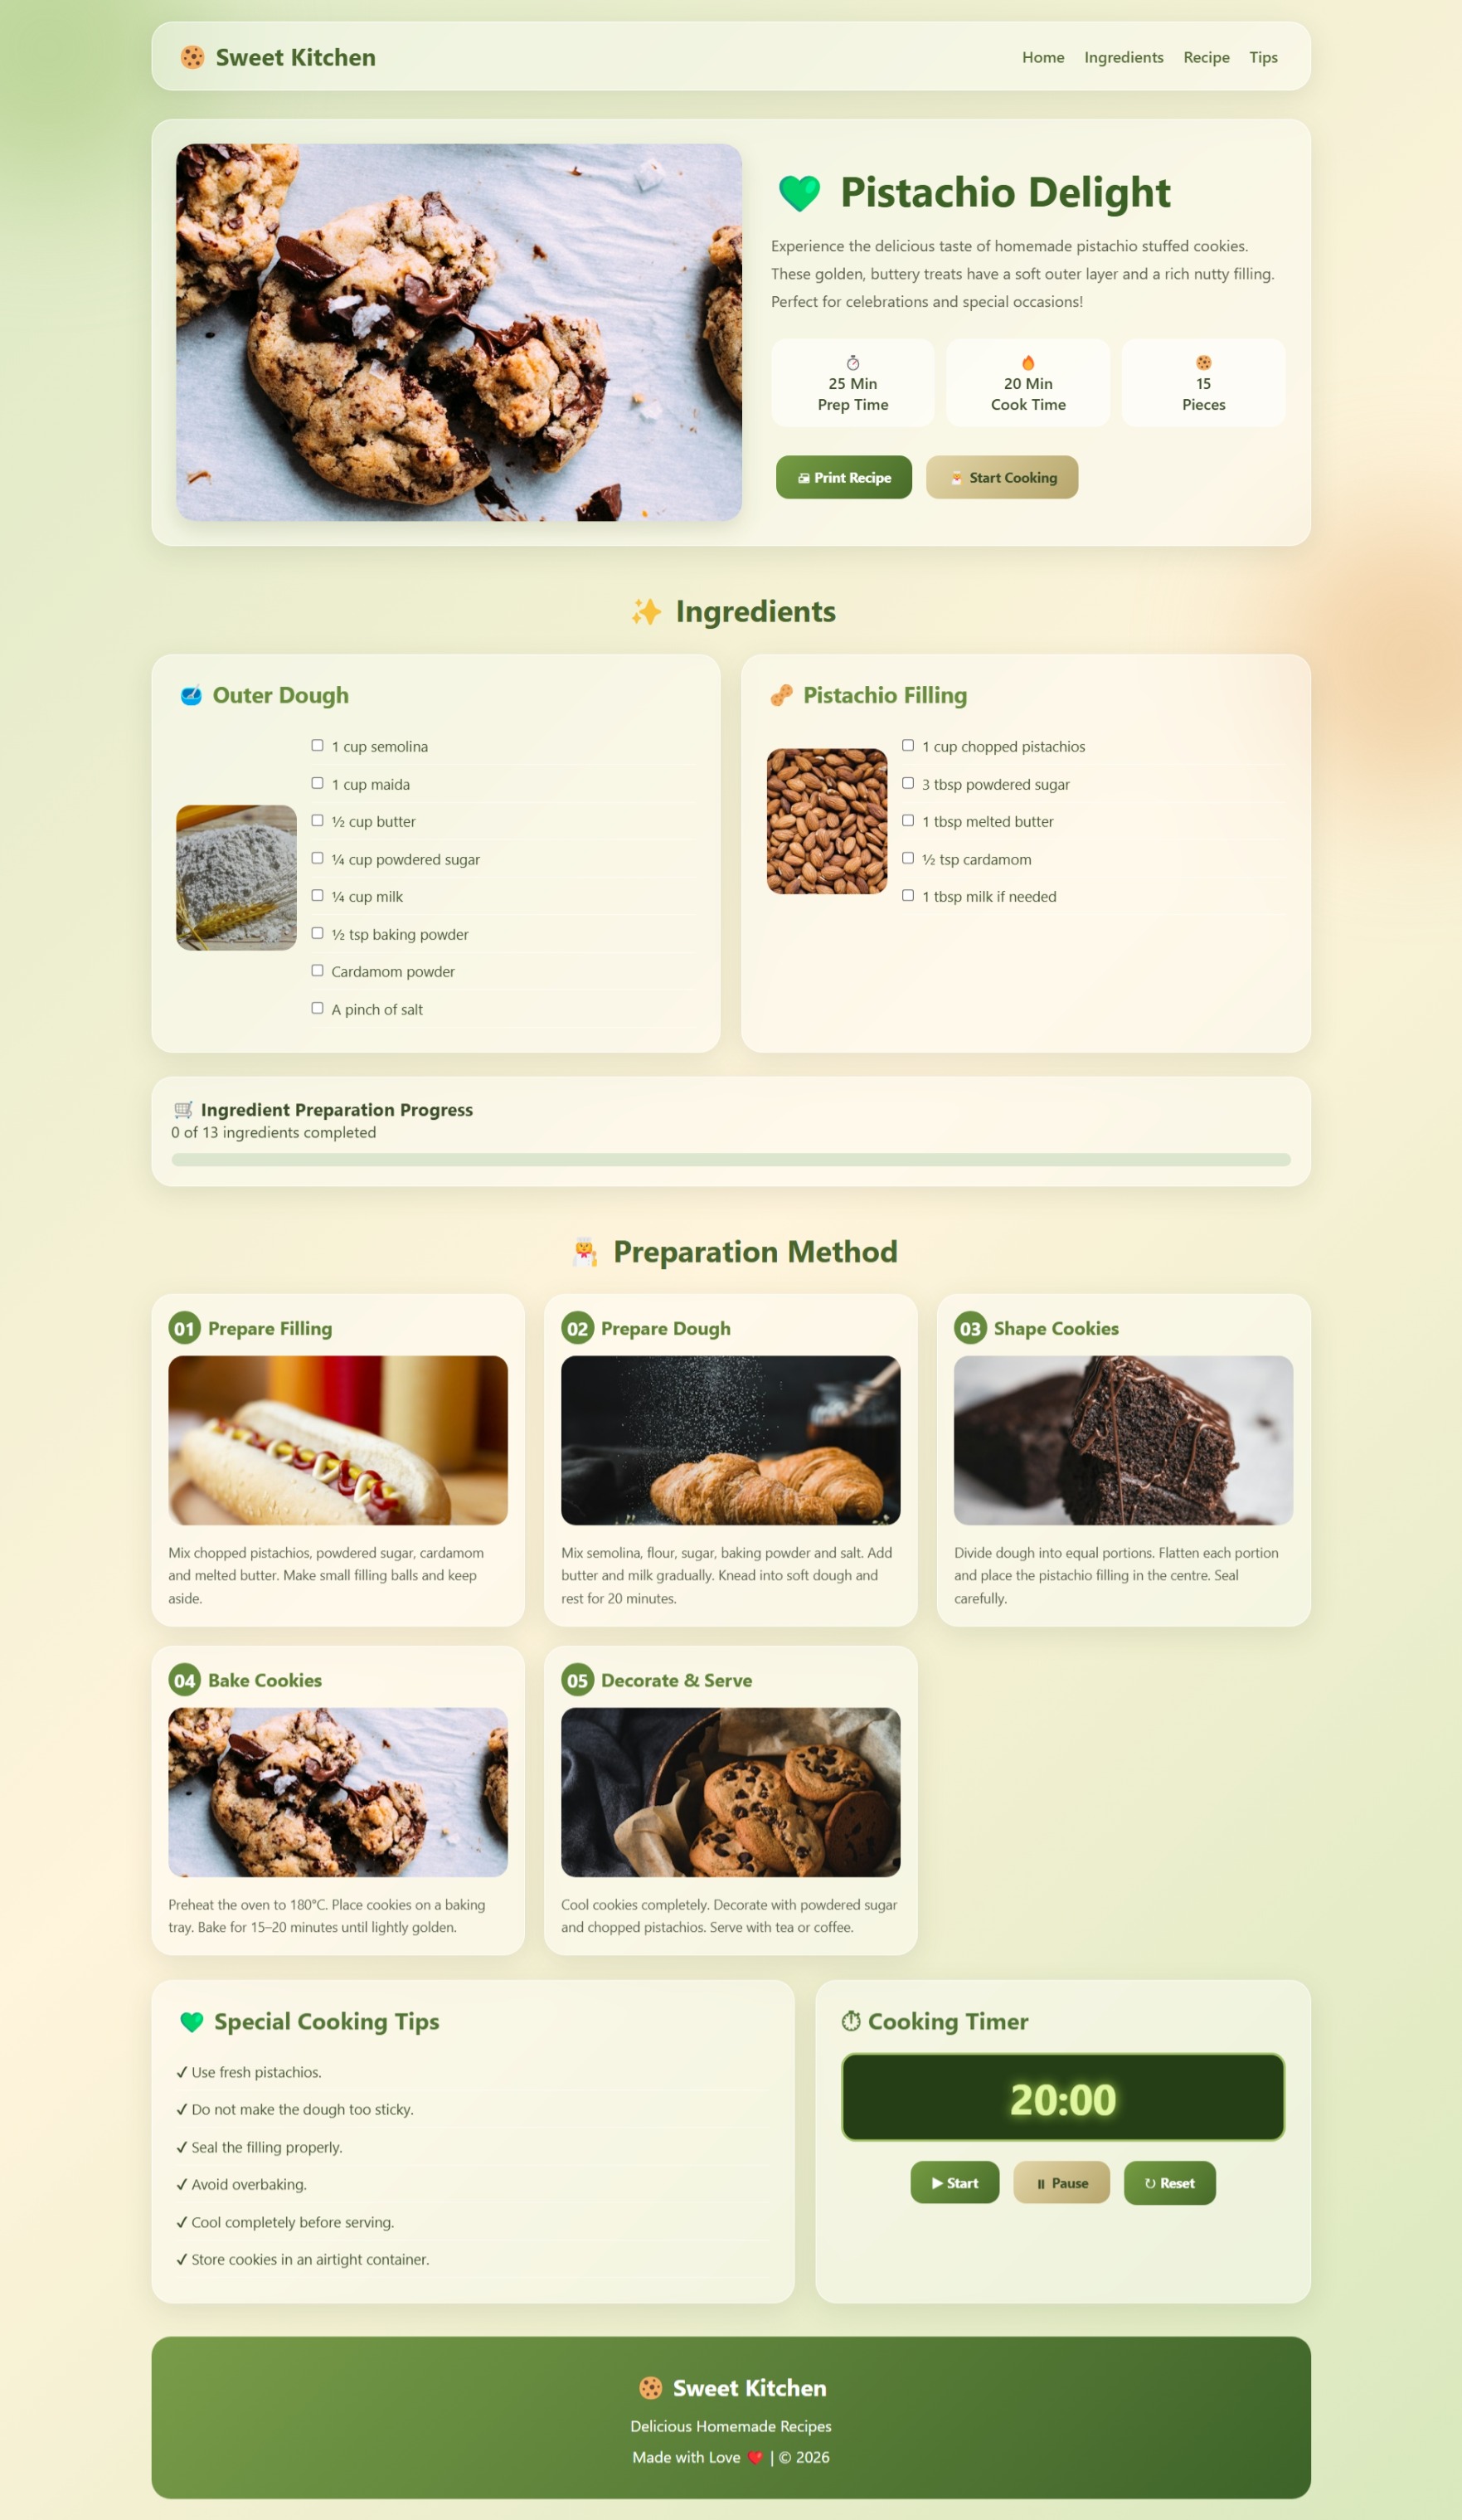 🍪 Sweet Kitchen
Home Ingredients Recipe Tips
💚 Pistachio Delight
Experience the delicious taste of homemade pistachio stuffed cookies.
These golden, buttery treats have a soft outer layer and a rich nutty filling.
Perfect for celebrations and special occasions!
⏱
25 Min
Prep Time
🔥
20 Min
Cook Time
🍪
15
Pieces
🖨 Print Recipe
👨‍🍳 Start Cooking
✨ Ingredients
🥣 Outer Dough
1 cup semolina
1 cup maida
½ cup butter
¼ cup powdered sugar
¼ cup milk
½ tsp baking powder
Cardamom powder
A pinch of salt
🥜 Pistachio Filling
1 cup chopped pistachios
3 tbsp powdered sugar
1 tbsp melted butter
½ tsp cardamom
1 tbsp milk if needed
🛒 Ingredient Preparation Progress
0 of 13 ingredients completed
👨‍🍳 Preparation Method
01 Prepare Filling
Mix chopped pistachios, powdered sugar, cardamom
and melted butter. Make small filling balls and keep
aside.
02 Prepare Dough
Mix semolina, flour, sugar, baking powder and salt. Add
butter and milk gradually. Knead into soft dough and
rest for 20 minutes.
03 Shape Cookies
Divide dough into equal portions. Flatten each portion
and place the pistachio filling in the centre. Seal
carefully.
04 Bake Cookies
Preheat the oven to 180°C. Place cookies on a baking
tray. Bake for 15–20 minutes until lightly golden.
05 Decorate & Serve
Cool cookies completely. Decorate with powdered sugar
and chopped pistachios. Serve with tea or coffee.
💚 Special Cooking Tips
✓ Use fresh pistachios.
✓ Do not make the dough too sticky.
✓ Seal the filling properly.
✓ Avoid overbaking.
✓ Cool completely before serving.
✓ Store cookies in an airtight container.
⏱ Cooking Timer
20:00
▶ Start
⏸ Pause
↻ Reset
🍪 Sweet Kitchen
Delicious Homemade Recipes
Made with Love ❤️ | © 2026